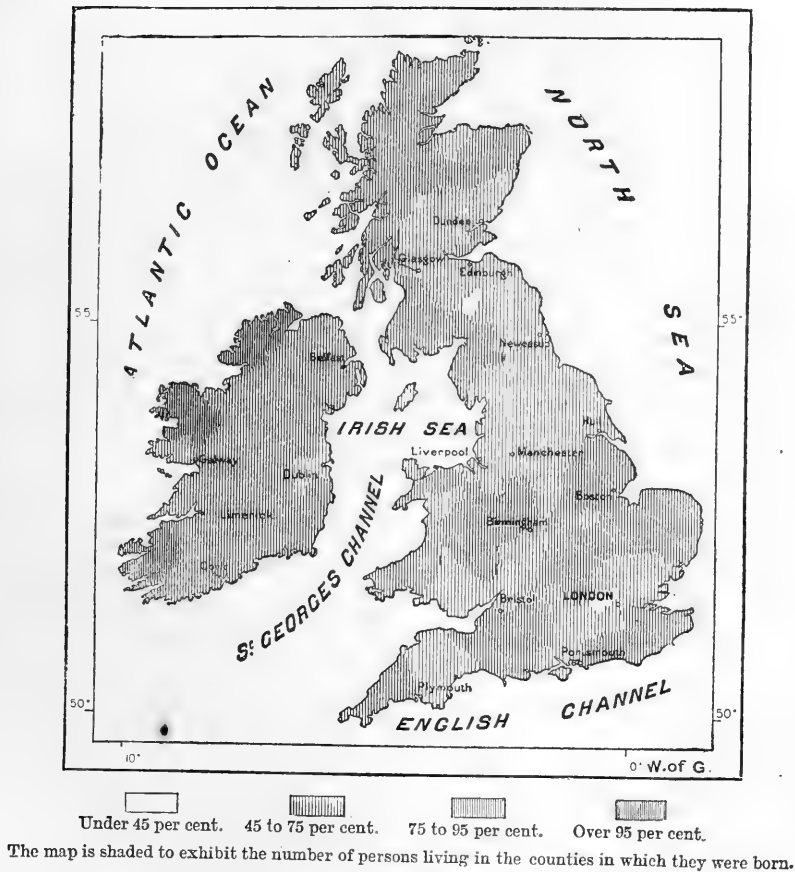 ATLANTIC OCEAN
NORTH
SEA
Dundee
Glasgow
Edinburgh
55
55°
Newcastle
Belfast
IRISH SEA
Hull
Liverpool
Manchester
Galway
Dublin
Boston
Limerick
Birmingham
St GEORGES CHANNEL
Cork
Bristol
LONDON
Portsmouth
Plymouth
50°
50°
ENGLISH CHANNEL
10°
0° W. of G.
Under 45 per cent. 45 to 75 per cent. 75 to 95 per cent. Over 95 per cent.
The map is shaded to exhibit the number of persons living in the counties in which they were born.